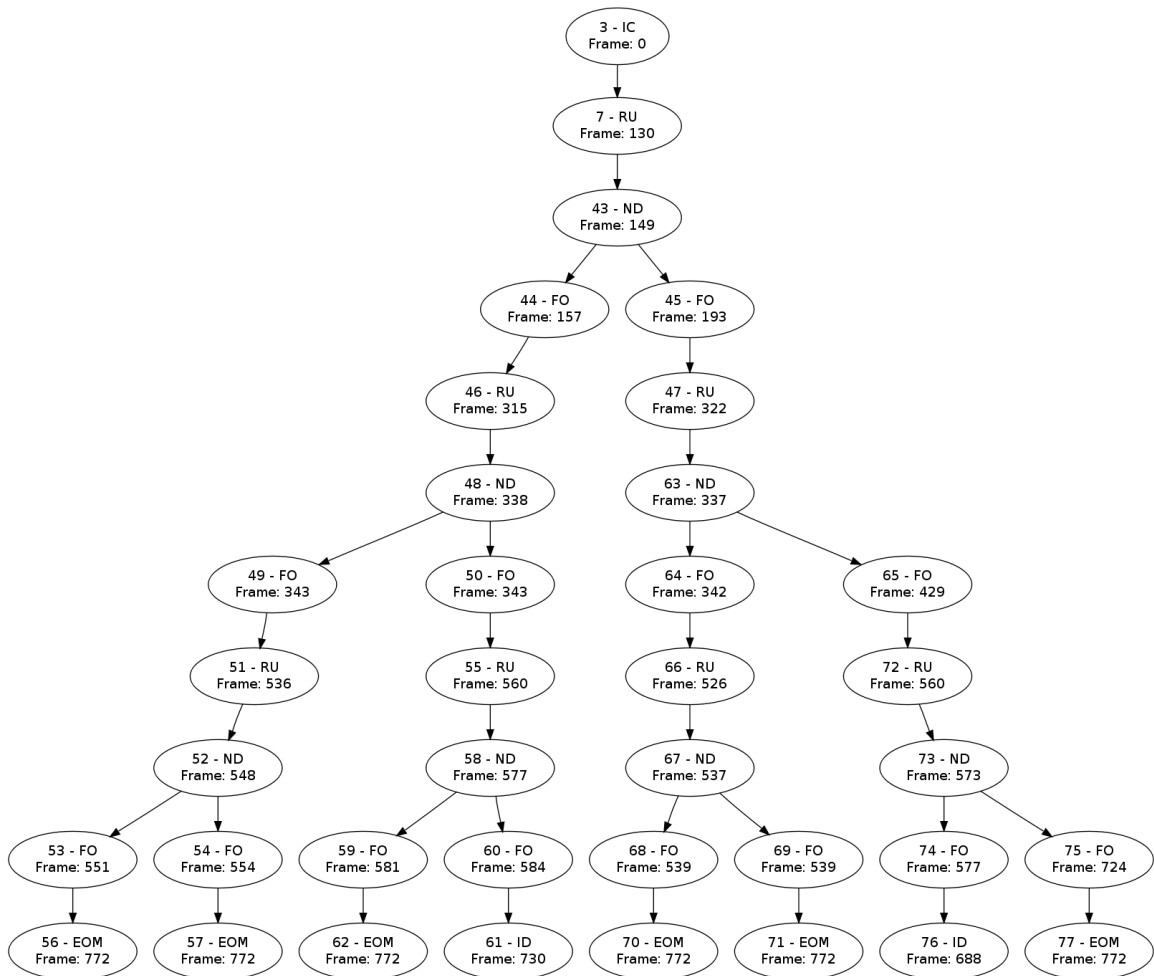 3 - IC
Frame: 0
7 - RU
Frame: 130
43 - ND
Frame: 149
44 - FO
Frame: 157
45 - FO
Frame: 193
46 - RU
Frame: 315
47 - RU
Frame: 322
48 - ND
Frame: 338
63 - ND
Frame: 337
49 - FO
Frame: 343
50 - FO
Frame: 343
64 - FO
Frame: 342
65 - FO
Frame: 429
51 - RU
Frame: 536
55 - RU
Frame: 560
66 - RU
Frame: 526
72 - RU
Frame: 560
52 - ND
Frame: 548
58 - ND
Frame: 577
67 - ND
Frame: 537
73 - ND
Frame: 573
53 - FO
Frame: 551
54 - FO
Frame: 554
59 - FO
Frame: 581
60 - FO
Frame: 584
68 - FO
Frame: 539
69 - FO
Frame: 539
74 - FO
Frame: 577
75 - FO
Frame: 724
56 - EOM
Frame: 772
57 - EOM
Frame: 772
62 - EOM
Frame: 772
61 - ID
Frame: 730
70 - EOM
Frame: 772
71 - EOM
Frame: 772
76 - ID
Frame: 688
77 - EOM
Frame: 772